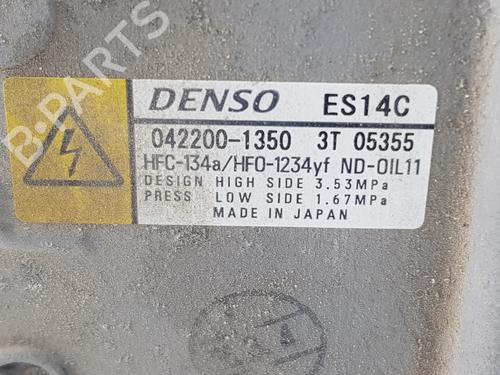 B-PARTS
DENSO ES14C
042200-1350 3T 05355
HFC-134a/HFO-1234yf ND-OIL11
DESIGN HIGH SIDE 3.53MPa
PRESS LOW SIDE 1.67MPa
MADE IN JAPAN